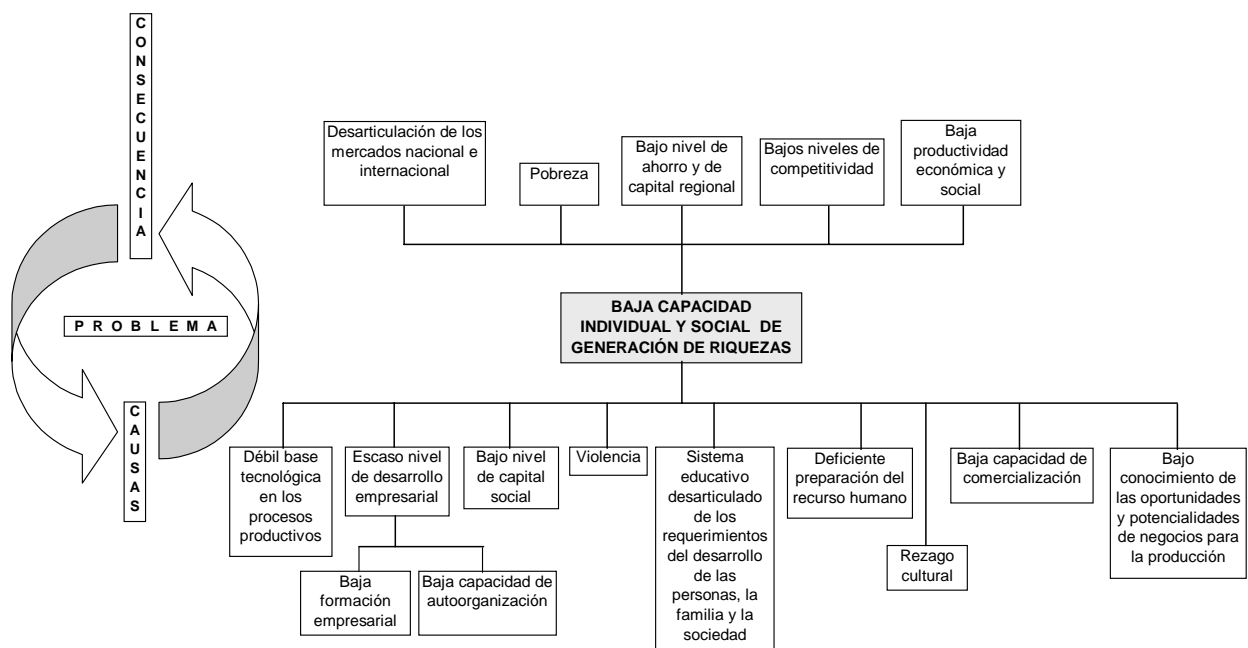 CONSECUENCIA
Desarticulación de los
mercados nacional e
internacional
Pobreza
Bajo nivel de
ahorro y de
capital regional
Bajos niveles de
competitividad
Baja
productividad
económica y
social
PROBLEMA
BAJA CAPACIDAD
INDIVIDUAL Y SOCIAL DE
GENERACIÓN DE RIQUEZAS
CAUSAS
Débil base
tecnológica
en los
procesos
productivos
Escaso nivel
de desarrollo
empresarial
Baja
formación
empresarial
Baja capacidad de
autoorganización
Bajo nivel
de capital
social
Violencia
Sistema
educativo
desarticulado
de los
requerimientos
del desarrollo
de las
personas, la
familia y la
sociedad
Deficiente
preparación del
recurso humano
Rezago
cultural
Baja capacidad de
comercialización
Bajo
conocimiento de
las oportunidades
y potencialidades
de negocios para
la producción